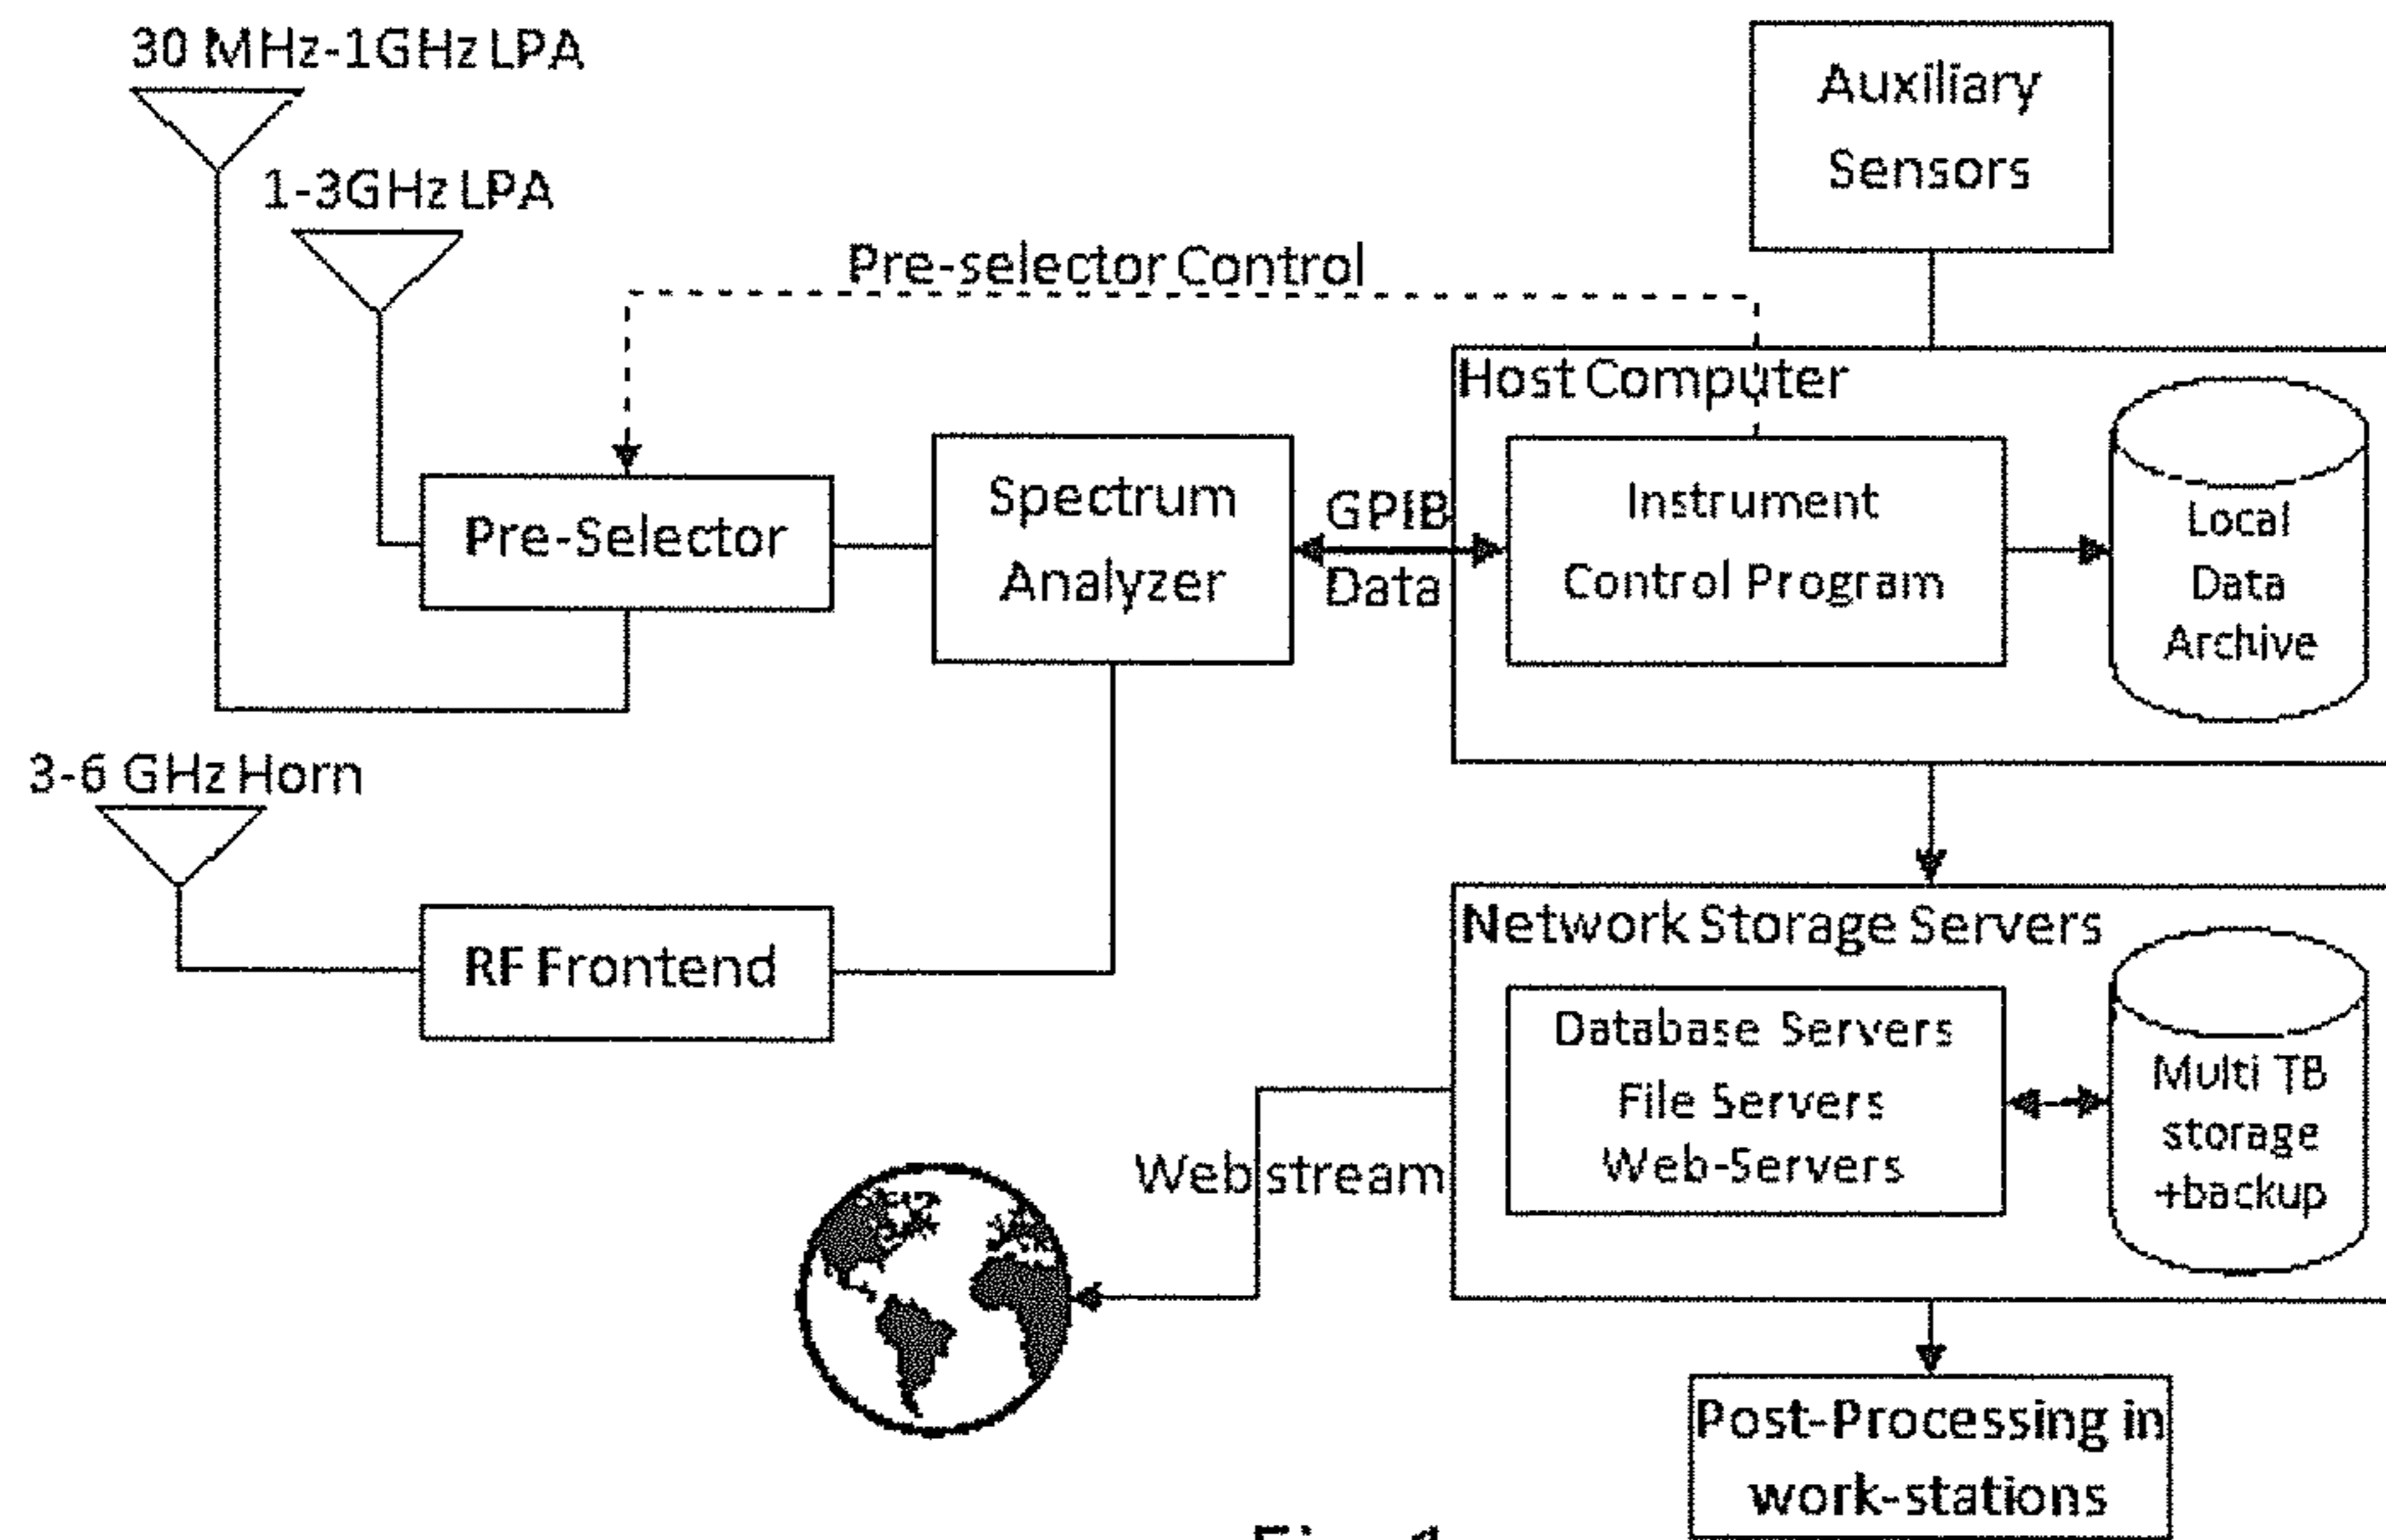 30 MHz-1GHz LPA
1-3GHz LPA
Auxiliary
Sensors
Pre-selector Control
Host Computer
Pre-Selector
Spectrum
Analyzer
GPIB
Data
Instrument
Control Program
Local
Data
Archive
3-6 GHz Horn
RF Frontend
Network Storage Servers
Database Servers
File Servers
Web-Servers
Multi TB
storage
+backup
Web stream
Post-Processing in
work-stations